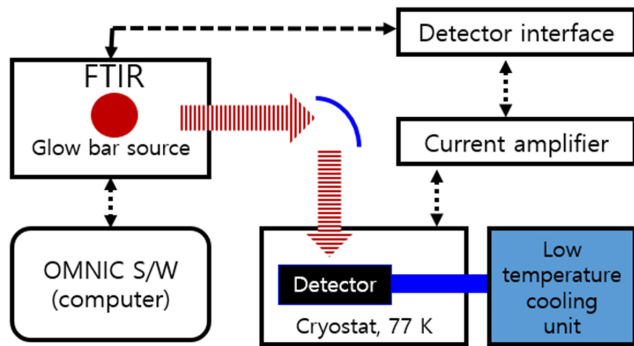 FTIR
Glow bar source
Detector interface
Current amplifier
OMNIC S/W
(computer)
Detector
Cryostat, 77 K
Low
temperature
cooling
unit